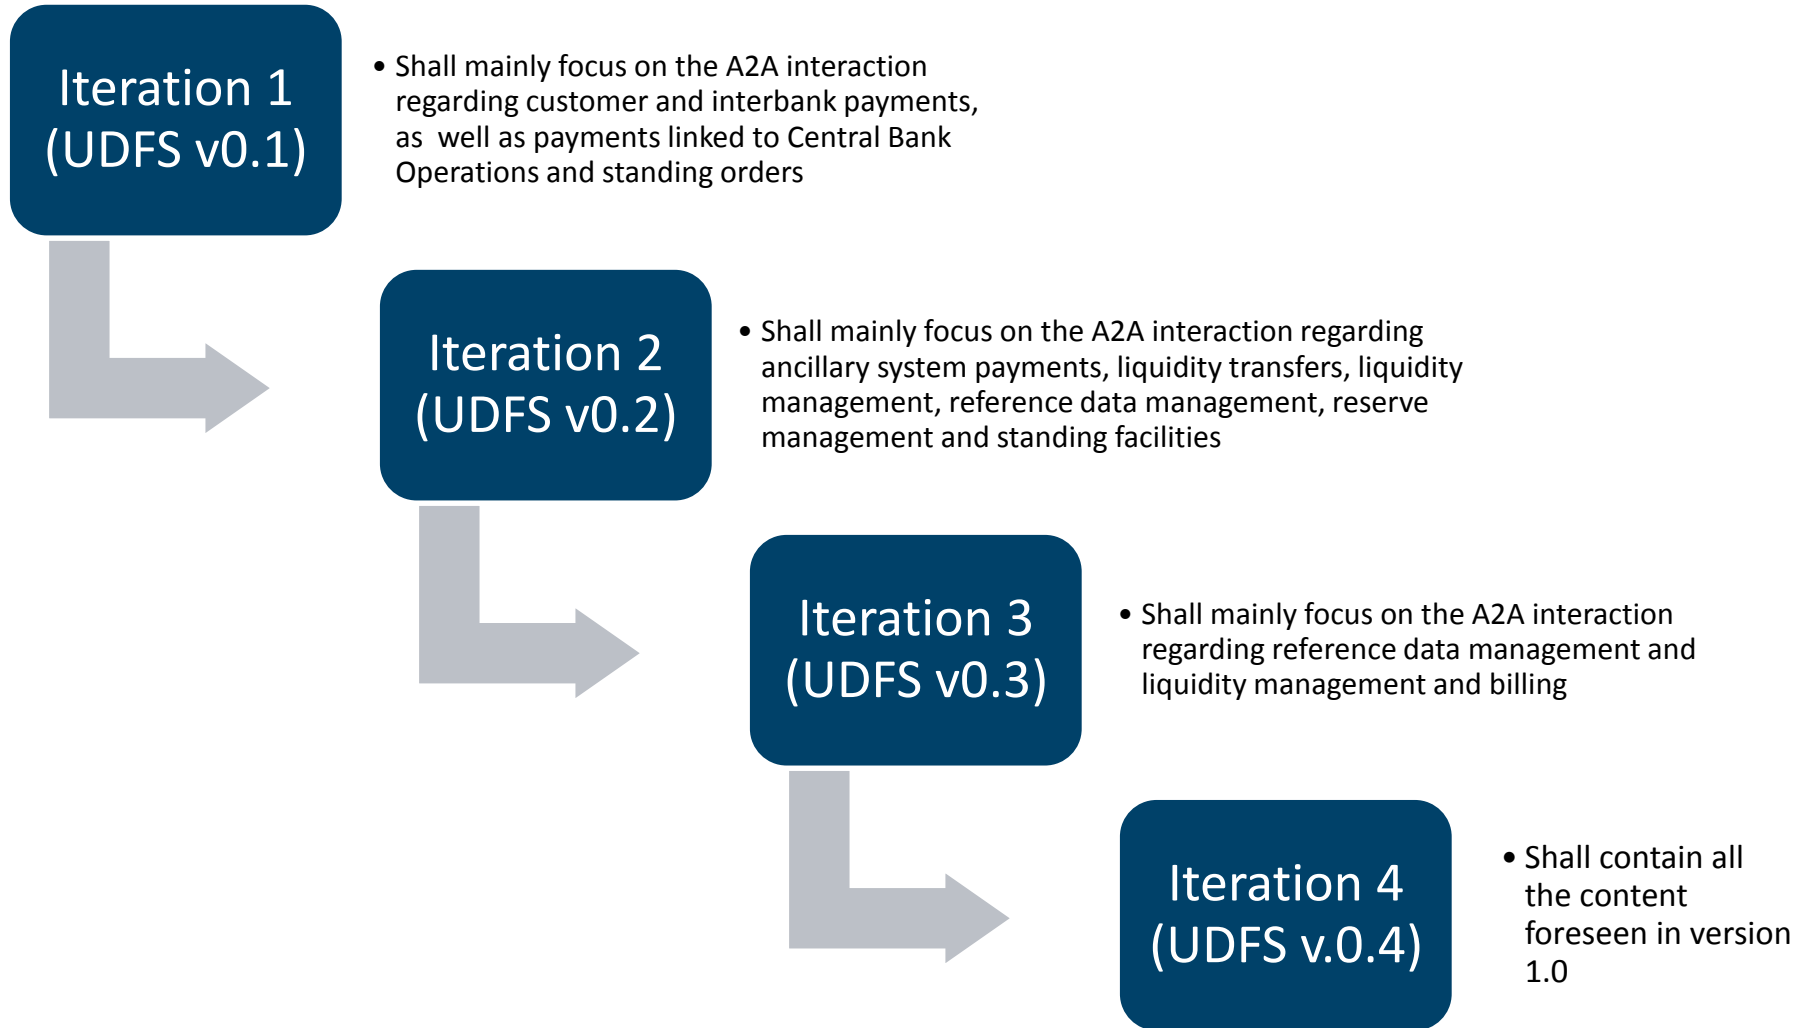 Iteration 1
(UDFS v0.1)
• Shall mainly focus on the A2A interaction
regarding customer and interbank payments,
as well as payments linked to Central Bank
Operations and standing orders
Iteration 2
(UDFS v0.2)
• Shall mainly focus on the A2A interaction regarding
ancillary system payments, liquidity transfers, liquidity
management, reference data management, reserve
management and standing facilities
Iteration 3
(UDFS v0.3)
• Shall mainly focus on the A2A interaction
regarding reference data management and
liquidity management and billing
Iteration 4
(UDFS v.0.4)
• Shall contain all
the content
foreseen in version
1.0